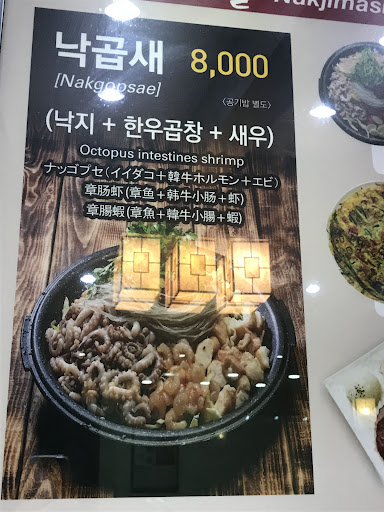 Nakjimas
낙곱새 8,000
[Nakgopsae]
〈공기밥 별도〉
(낙지 + 한우곱창 + 새우)
Octopus intestines shrimp
ナッゴプセ(イイダコ＋韓牛ホルモン＋エビ)
章肠虾(章鱼＋韩牛小肠＋虾)
章腸蝦(章魚＋韓牛小腸＋蝦)